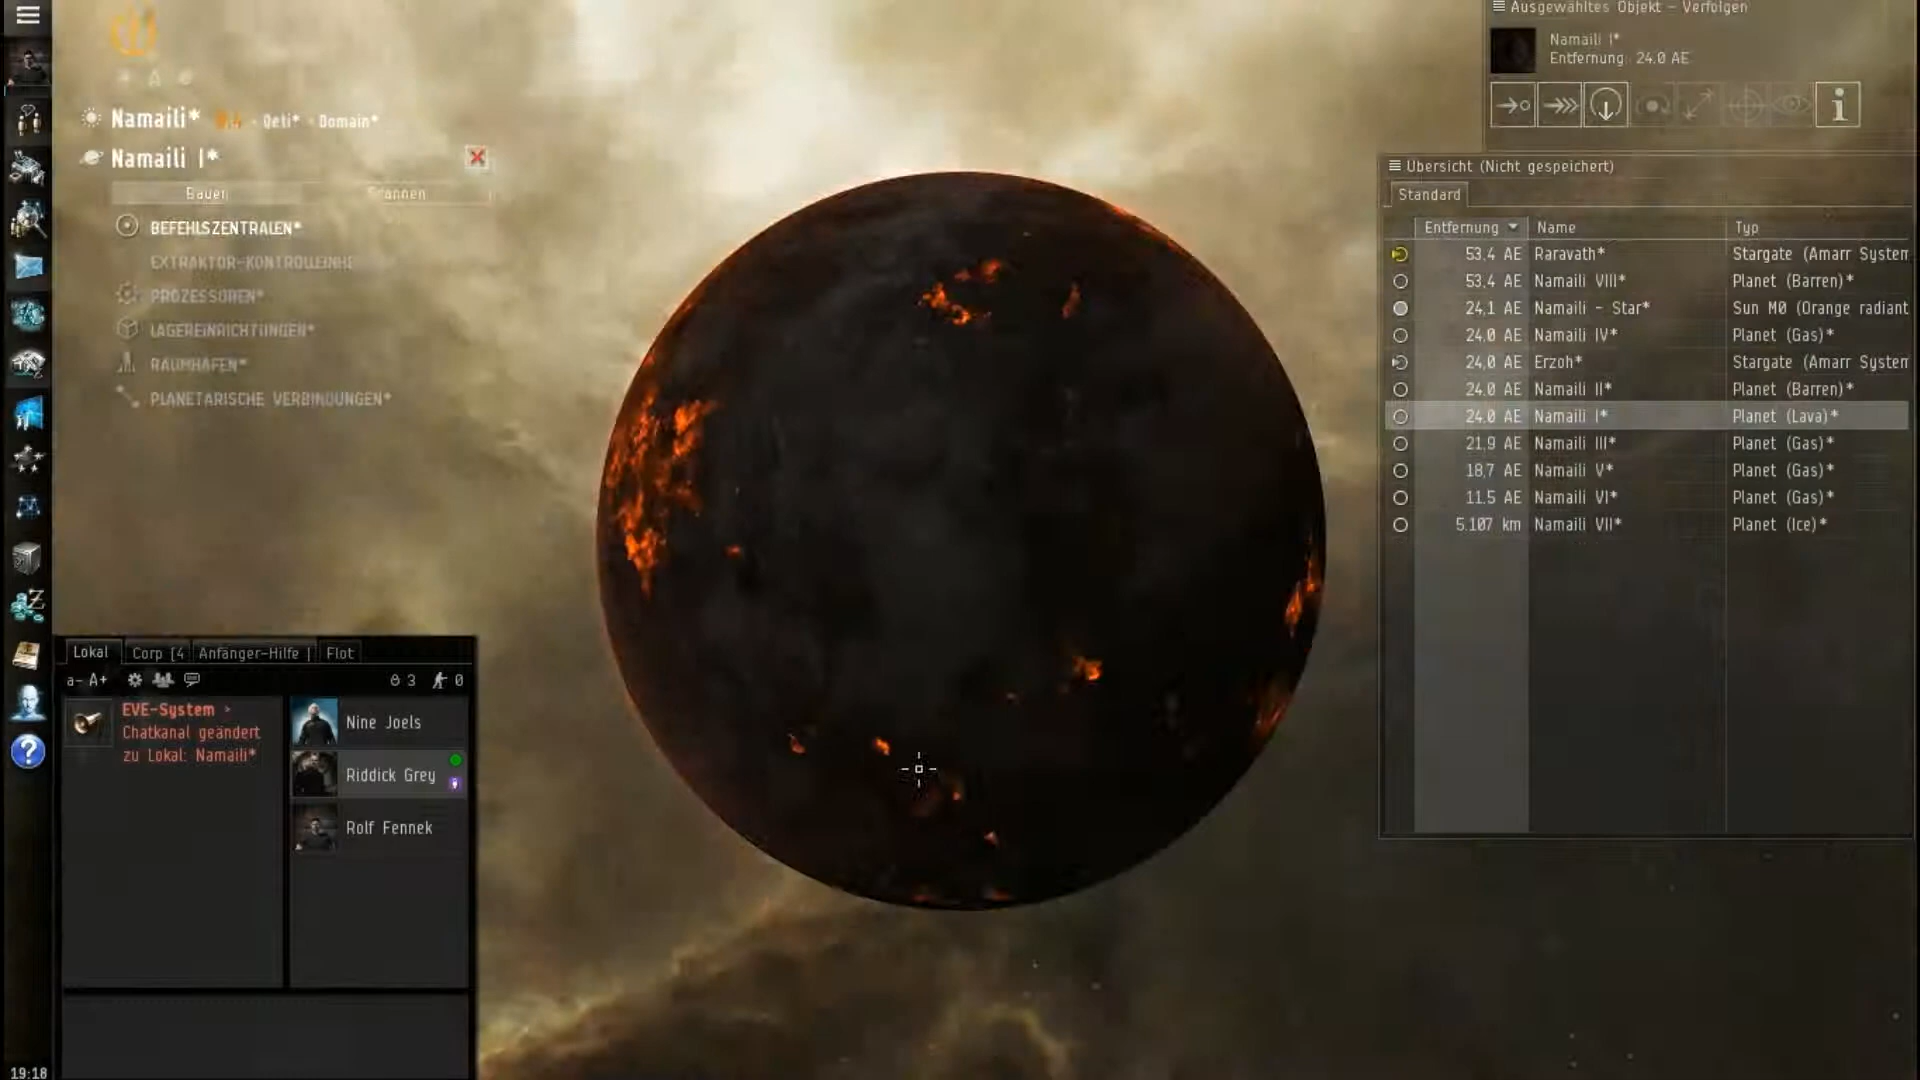 Namaili* · Qeti* · Domain*
Namaili I*
Bauen
Scannen
BEFEHLSZENTRALEN*
EXTRAKTOR-KONTROLLEINHE
PROZESSOREN*
LAGEREINRICHTUNGEN*
RAUMHAFEN*
PLANETARISCHE VERBINDUNGEN*
Ausgewähltes Objekt - Verfolgen
Namaili I*
Entfernung: 24.0 AE
Übersicht (Nicht gespeichert)
Standard
Entfernung Name Typ
53,4 AE Raravath* Stargate (Amarr System
53,4 AE Namaili VIII* Planet (Barren)*
24,1 AE Namaili - Star* Sun M0 (Orange radiant
24,0 AE Namaili IV* Planet (Gas)*
24,0 AE Erzoh* Stargate (Amarr System
24,0 AE Namaili II* Planet (Barren)*
24,0 AE Namaili I* Planet (Lava)*
21,9 AE Namaili III* Planet (Gas)*
18,7 AE Namaili V* Planet (Gas)*
11,5 AE Namaili VI* Planet (Gas)*
5.107 km Namaili VII* Planet (Ice)*
Lokal Corp [4 Anfänger-Hilfe | Flot
a- A+ 3 0
EVE-System >
Chatkanal geändert
zu Lokal: Namaili*
Nine Joels
Riddick Grey
Rolf Fennek
19:18